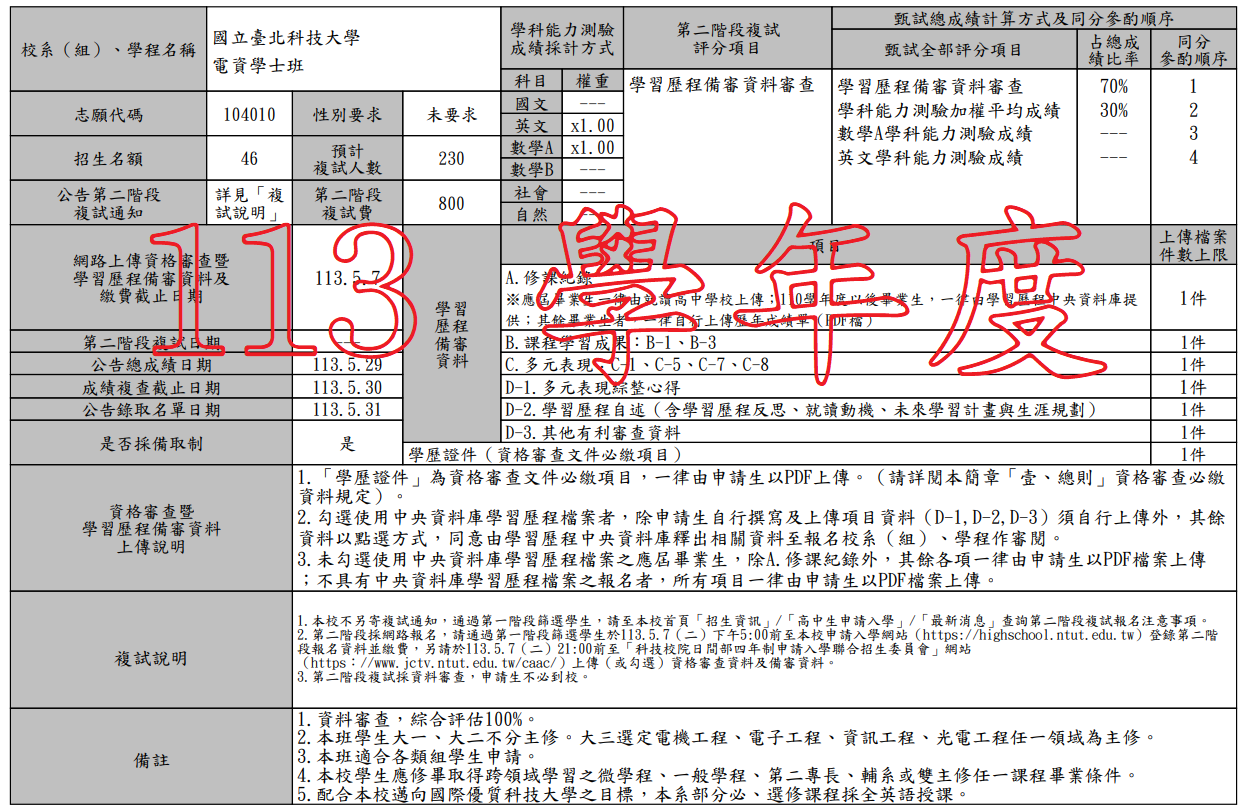 校系（組）、學程名稱
國立臺北科技大學
電資學士班
學科能力測驗
成績採計方式
第二階段複試
評分項目
甄試總成績計算方式及同分參酌順序
甄試全部評分項目
占總成
績比率
同分
參酌順序
科目 權重
國文 ---
英文 x1.00
數學A x1.00
數學B ---
社會 ---
自然 ---
學習歷程備審資料審查
學習歷程備審資料審查 70% 1
學科能力測驗加權平均成績 30% 2
數學A學科能力測驗成績 --- 3
英文學科能力測驗成績 --- 4
志願代碼 104010 性別要求 未要求
招生名額 46 預計
複試人數 230
公告第二階段
複試通知
詳見「複
試說明」
第二階段
複試費
800
113 學年度
網路上傳資格審查暨
學習歷程備審資料及
繳費截止日期
113.5.7
第二階段複試日期 ---
公告總成績日期 113.5.29
成績複查截止日期 113.5.30
公告錄取名單日期 113.5.31
是否採備取制 是
學習
歷程
備審
資料
項目
上傳檔案
件數上限
A.修課紀錄
※應屆畢業生一律由就讀高中學校上傳；110學年度以後畢業生，一律由學習歷程中央資料庫提
供；其餘畢業生者，一律自行上傳歷年成績單（PDF檔）
1件
B.課程學習成果：B-1、B-3 1件
C.多元表現：C-1、C-5、C-7、C-8 1件
D-1.多元表現綜整心得 1件
D-2.學習歷程自述（含學習歷程反思、就讀動機、未來學習計畫與生涯規劃） 1件
D-3.其他有利審查資料 1件
學歷證件（資格審查文件必繳項目） 1件
資格審查暨
學習歷程備審資料
上傳說明
1.「學歷證件」為資格審查文件必繳項目，一律由申請生以PDF上傳。（請詳閱本簡章「壹、總則」資格審查必繳
資料規定）。
2.勾選使用中央資料庫學習歷程檔案者，除申請生自行撰寫及上傳項目資料（D-1,D-2,D-3）須自行上傳外，其餘
資料以點選方式，同意由學習歷程中央資料庫釋出相關資料至報名校系（組）、學程作審閱。
3.未勾選使用中央資料庫學習歷程檔案之應屆畢業生，除A.修課紀錄外，其餘各項一律由申請生以PDF檔案上傳
；不具有中央資料庫學習歷程檔案之報名者，所有項目一律由申請生以PDF檔案上傳。
複試說明
1.本校不另寄複試通知，通過第一階段篩選學生，請至本校首頁「招生資訊」/「高中生申請入學」/「最新消息」查詢第二階段複試報名注意事項。
2.第二階段採網路報名，請通過第一階段篩選學生於113.5.7（二）下午5:00前至本校申請入學網站（https://highschool.ntut.edu.tw）登錄第二階
段報名資料並繳費，另請於113.5.7（二）21:00前至「科技校院日間部四年制申請入學聯合招生委員會」網站
（https：//www.jctv.ntut.edu.tw/caac/）上傳（或勾選）資格審查資料及備審資料。
3.第二階段複試採資料審查，申請生不必到校。
備註
1.資料審查，綜合評估100%。
2.本班學生大一、大二不分主修。大三選定電機工程、電子工程、資訊工程、光電工程任一領域為主修。
3.本班適合各類組學生申請。
4.本校學生應修畢取得跨領域學習之微學程、一般學程、第二專長、輔系或雙主修任一課程畢業條件。
5.配合本校邁向國際優質科技大學之目標，本系部分必、選修課程採全英語授課。